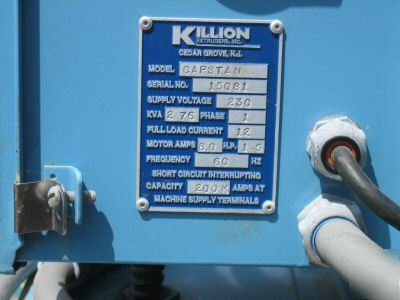 KILLION
EXTRUDERS, INC.
CEDAR GROVE, N.J.
MODEL CAPSTAN
SERIAL NO. 15081
SUPPLY VOLTAGE 230
KVA 2.76 PHASE 1
FULL LOAD CURRENT 12
MOTOR AMPS 8.0 H.P. 1.5
FREQUENCY 60 HZ
SHORT CIRCUIT INTERRUPTING
CAPACITY 200K AMPS AT
MACHINE SUPPLY TERMINALS